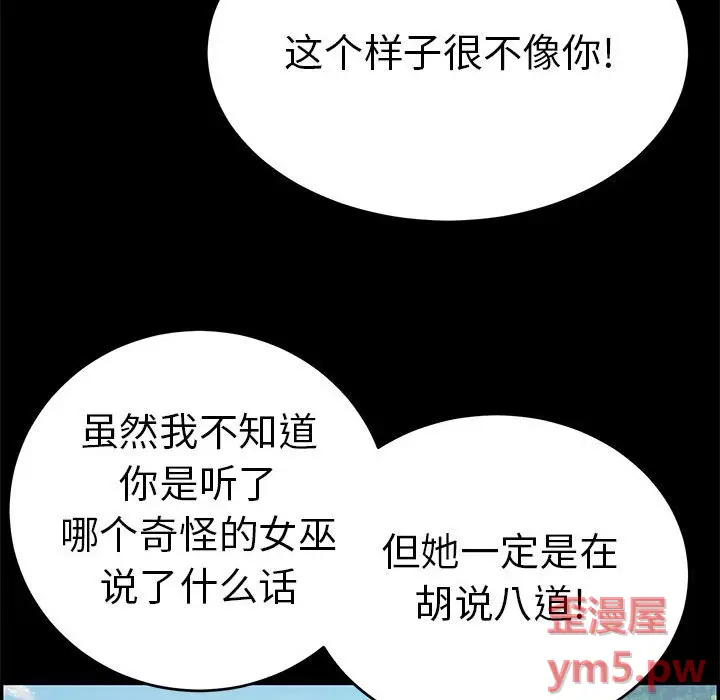 这个样子很不像你!
虽然我不知道
你是听了
哪个奇怪的女巫
说了什么话
但她一定是在
胡说八道!
歪漫屋
ym5.pw